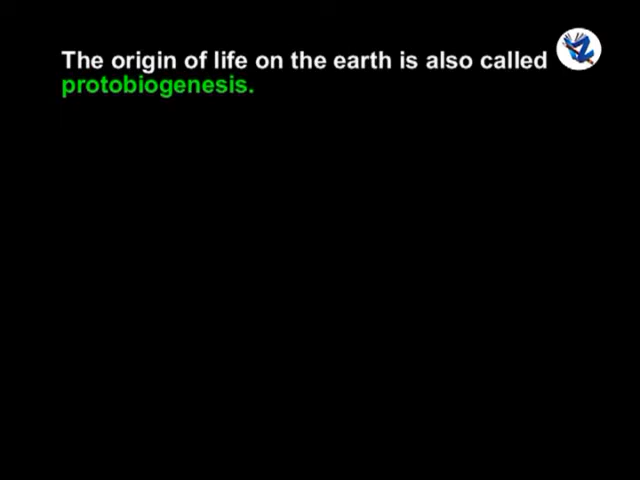 The origin of life on the earth is also called
protobiogenesis.